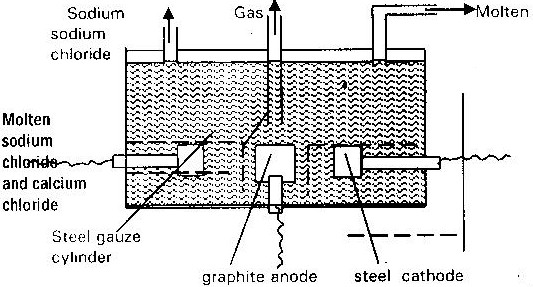 Sodium
sodium
chloride
Gas
Molten
Molten
sodium
chloride
and calcium
chloride
Steel gauze
cylinder
graphite anode
steel cathode